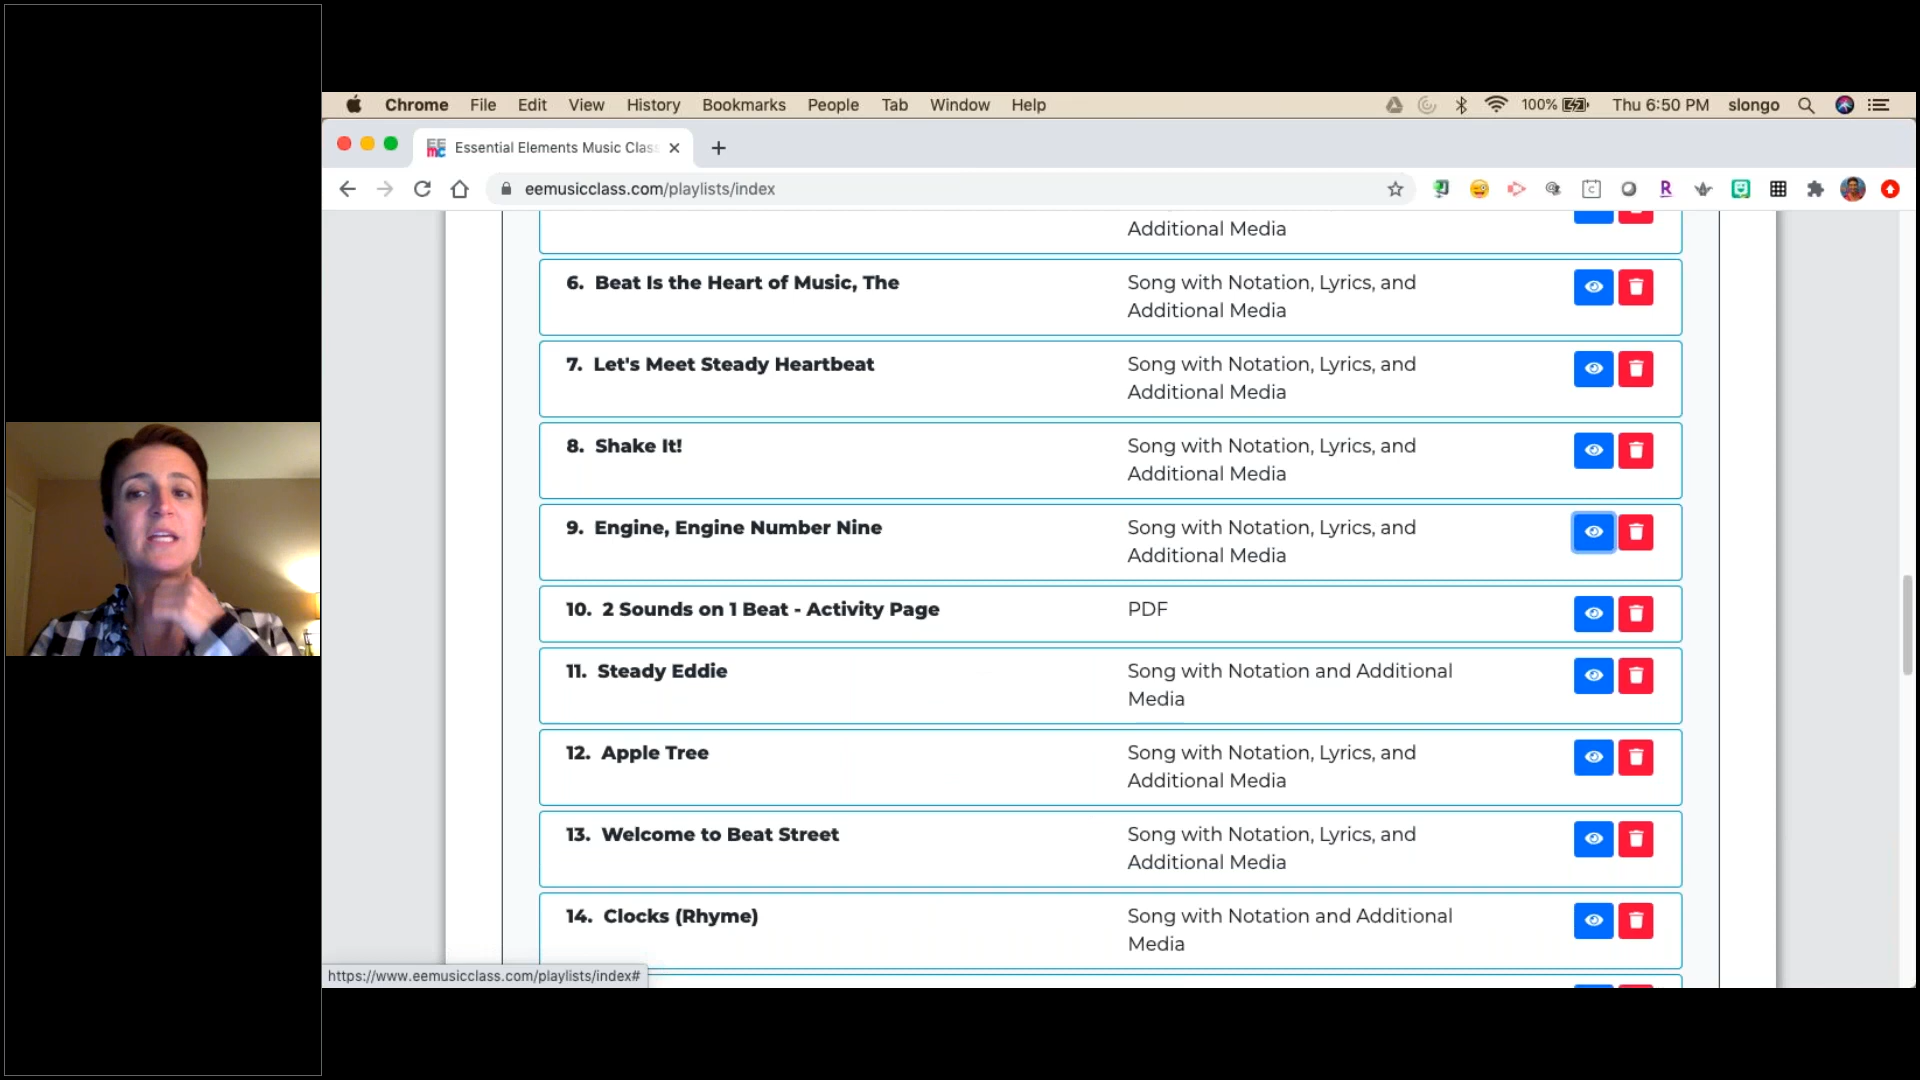 Chrome File Edit View History Bookmarks People Tab Window Help 100% Thu 6:50 PM slongo
Essential Elements Music Clas
eemusicclass.com/playlists/index
Additional Media
6. Beat Is the Heart of Music, The Song with Notation, Lyrics, and
Additional Media
7. Let's Meet Steady Heartbeat Song with Notation, Lyrics, and
Additional Media
8. Shake It! Song with Notation, Lyrics, and
Additional Media
9. Engine, Engine Number Nine Song with Notation, Lyrics, and
Additional Media
10. 2 Sounds on 1 Beat - Activity Page PDF
11. Steady Eddie Song with Notation and Additional
Media
12. Apple Tree Song with Notation, Lyrics, and
Additional Media
13. Welcome to Beat Street Song with Notation, Lyrics, and
Additional Media
14. Clocks (Rhyme) Song with Notation and Additional
Media
https://www.eemusicclass.com/playlists/index#